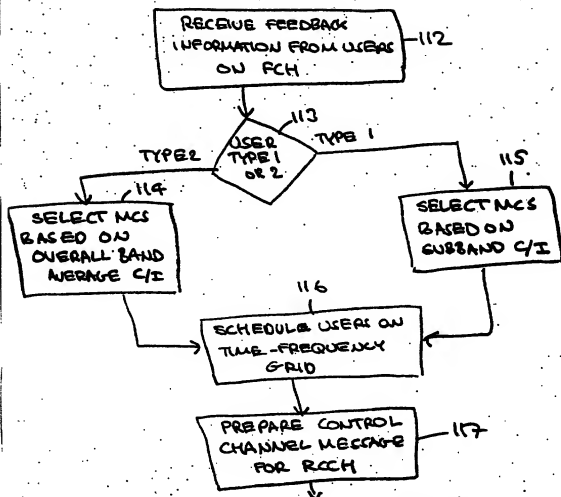 RECEIVE FEEDBACK
INFORMATION FROM USERS
ON FCH
112
113
USER
TYPE 1
OR 2
TYPE 2
TYPE 1
114
SELECT MCS
BASED ON
OVERALL BAND
AVERAGE C/I
115
SELECT MCS
BASED ON
SUBBAND C/I
116
SCHEDULE USERS ON
TIME-FREQUENCY
GRID
PREPARE CONTROL
CHANNEL MESSAGE
FOR RCCH
117